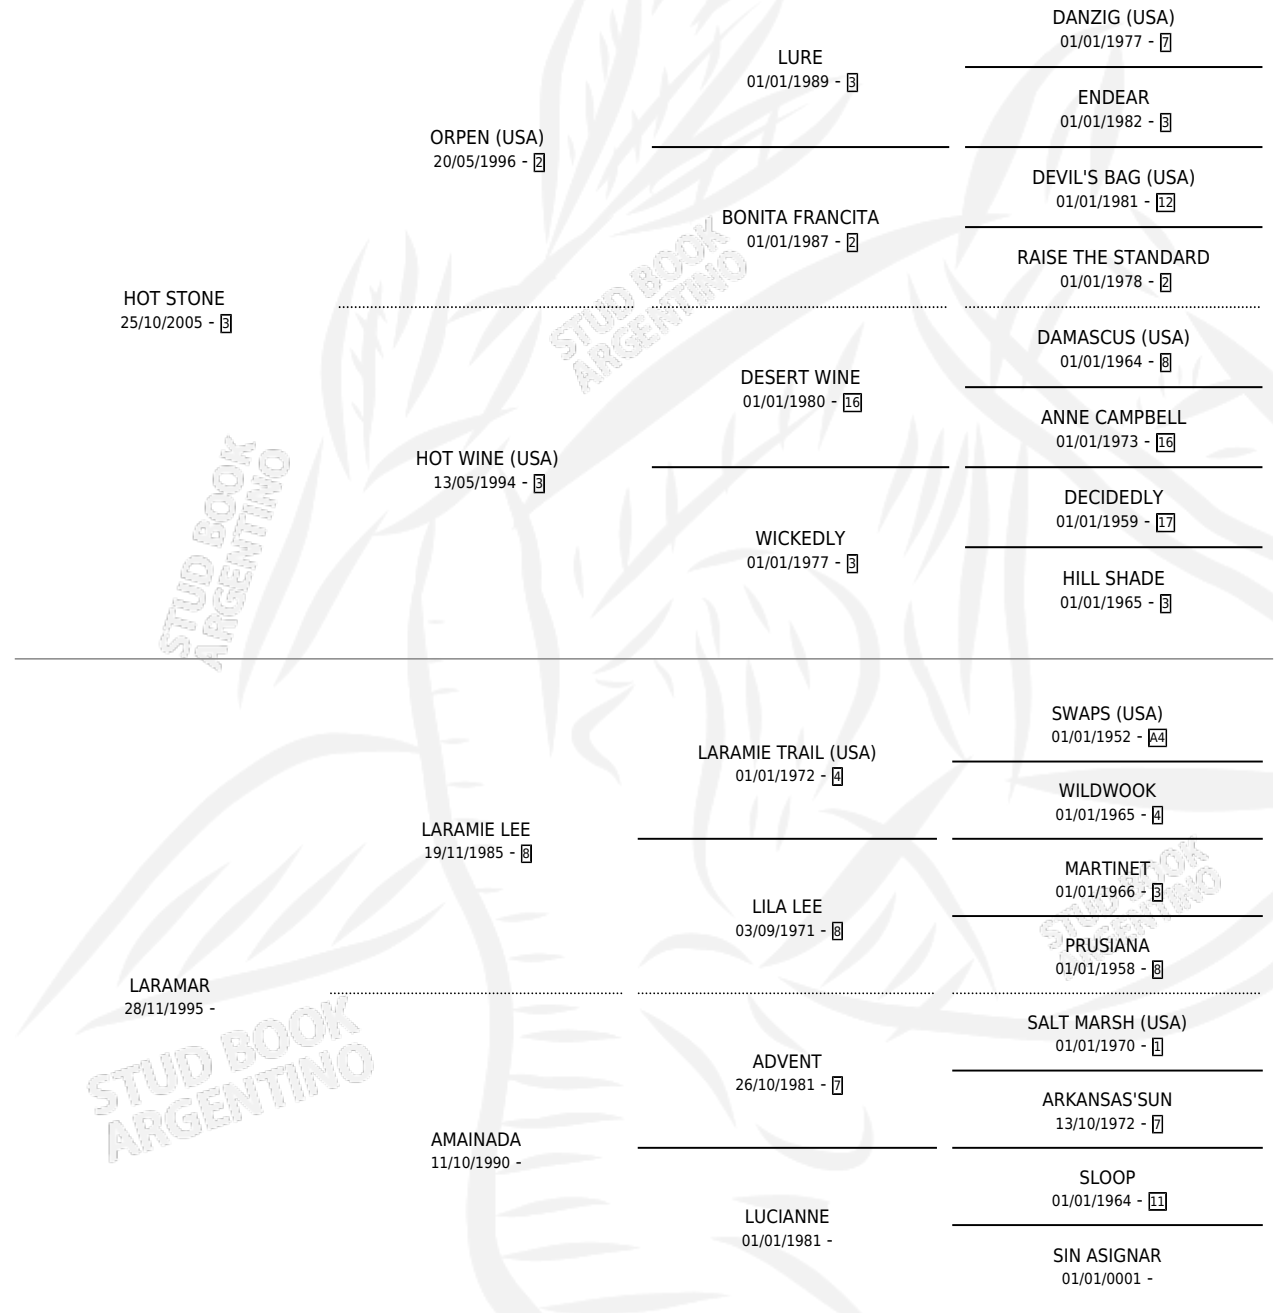 DANZIG (USA)
01/01/1977 - 7
LURE
01/01/1989 - 3
ENDEAR
01/01/1982 - 3
ORPEN (USA)
20/05/1996 - 2
DEVIL'S BAG (USA)
01/01/1981 - 12
BONITA FRANCITA
01/01/1987 - 2
RAISE THE STANDARD
01/01/1978 - 2
HOT STONE
25/10/2005 - 3
STUD BOOK
ARGENTINO
DAMASCUS (USA)
01/01/1964 - 8
DESERT WINE
01/01/1980 - 16
ANNE CAMPBELL
01/01/1973 - 16
HOT WINE (USA)
13/05/1994 - 3
DECIDEDLY
01/01/1959 - 17
WICKEDLY
01/01/1977 - 3
HILL SHADE
01/01/1965 - 3
STUD BOOK
ARGENTINO
SWAPS (USA)
01/01/1952 - A4
LARAMIE TRAIL (USA)
01/01/1972 - 4
WILDWOOK
01/01/1965 - 4
LARAMIE LEE
19/11/1985 - 8
MARTINET
01/01/1966 - 3
LILA LEE
03/09/1971 - 8
STUD BOOK
ARGENTINO
PRUSIANA
01/01/1958 - 8
LARAMAR
28/11/1995 -
SALT MARSH (USA)
01/01/1970 - 1
ADVENT
26/10/1981 - 7
ARKANSAS'SUN
13/10/1972 - 7
STUD BOOK
ARGENTINO
AMAINADA
11/10/1990 -
SLOOP
01/01/1964 - 11
LUCIANNE
01/01/1981 -
SIN ASIGNAR
01/01/0001 -